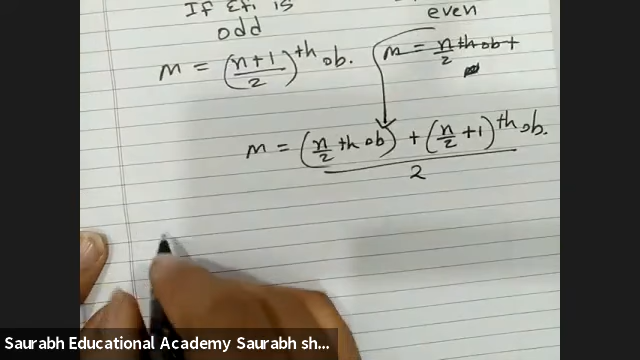 If Σfi is
odd
even
m = (n+1/2)th ob.
m = n/2 th ob +
m = (n/2 th ob) + (n/2 + 1)th ob.
2
Saurabh Educational Academy Saurabh sh...